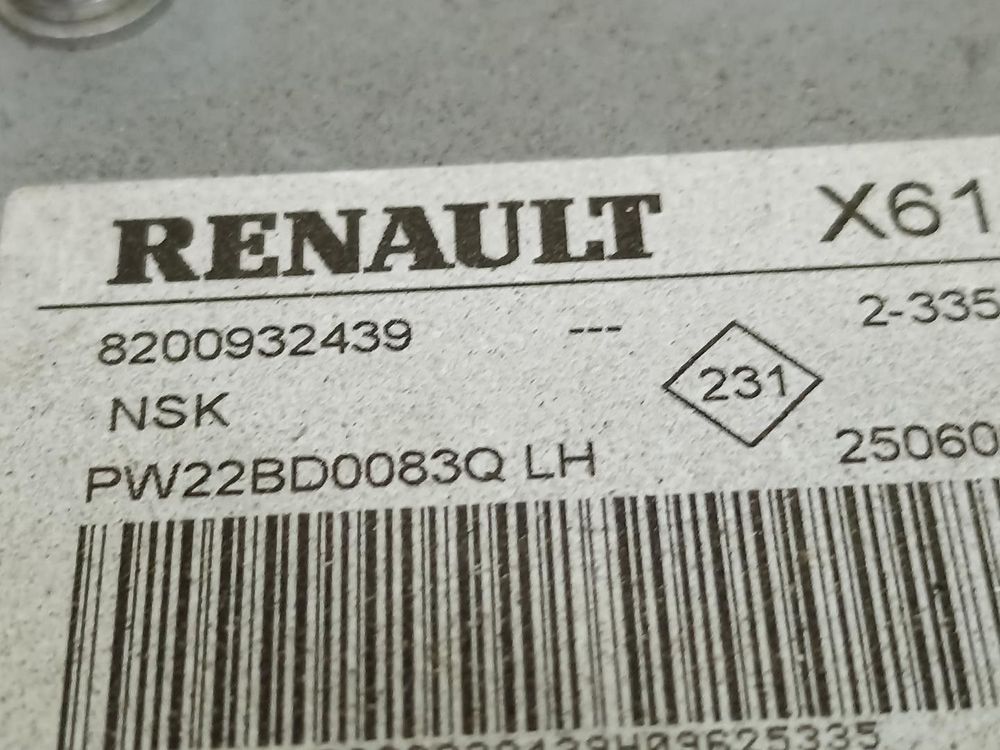 RENAULT X61
8200932439 --- 2-335
NSK 231
PW22BD0083Q LH 25060